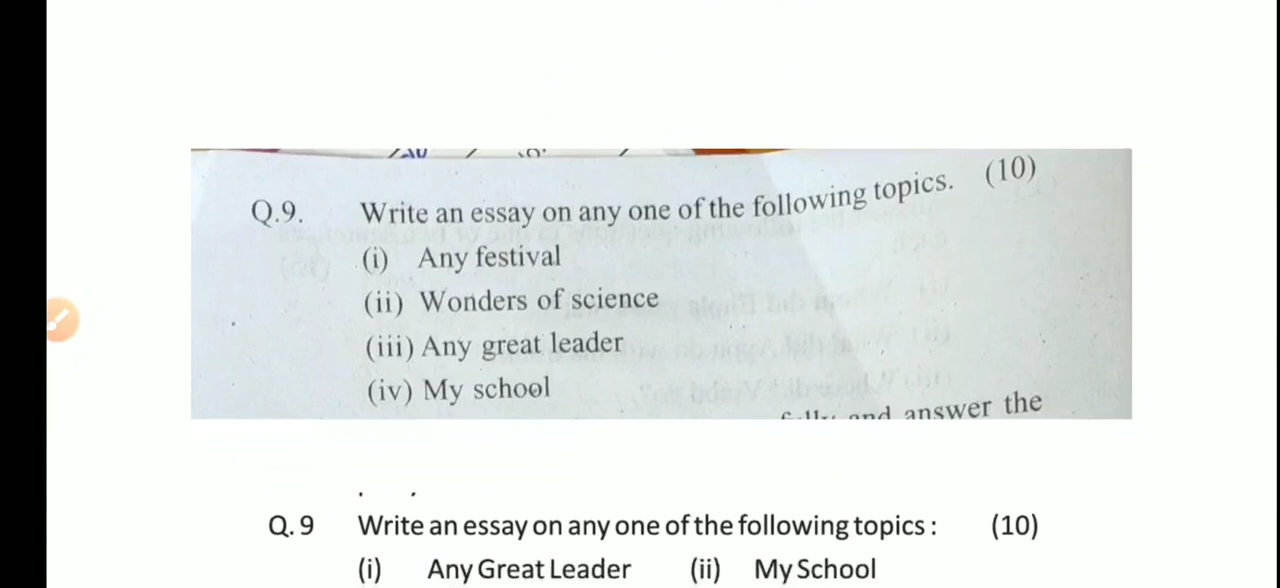 Q.9. Write an essay on any one of the following topics. (10)
(i) Any festival
(ii) Wonders of science
(iii) Any great leader
(iv) My school
and answer the
Q. 9 Write an essay on any one of the following topics : (10)
(i) Any Great Leader (ii) My School